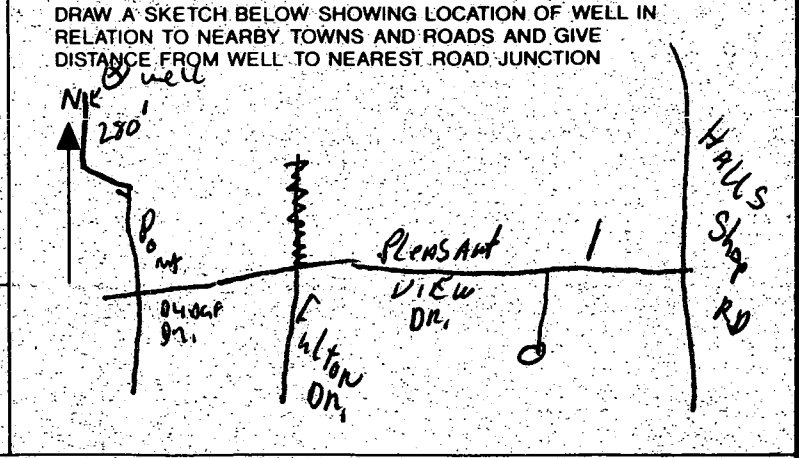 DRAW A SKETCH BELOW SHOWING LOCATION OF WELL IN
RELATION TO NEARBY TOWNS AND ROADS AND GIVE
DISTANCE FROM WELL TO NEAREST ROAD JUNCTION
well
N
280'
HALLS
Shop
RD
PLEASANT
VIEW
DR.
DR.
DR.